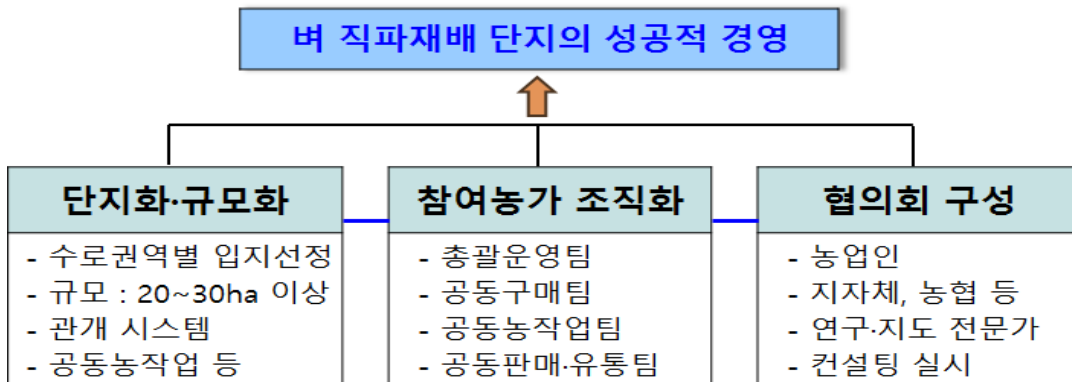 벼 직파재배 단지의 성공적 경영
단지화·규모화
- 수로권역별 입지선정
- 규모 : 20~30ha 이상
- 관개 시스템
- 공동농작업 등
참여농가 조직화
- 총괄운영팀
- 공동구매팀
- 공동농작업팀
- 공동판매·유통팀
협의회 구성
- 농업인
- 지자체, 농협 등
- 연구·지도 전문가
- 컨설팅 실시